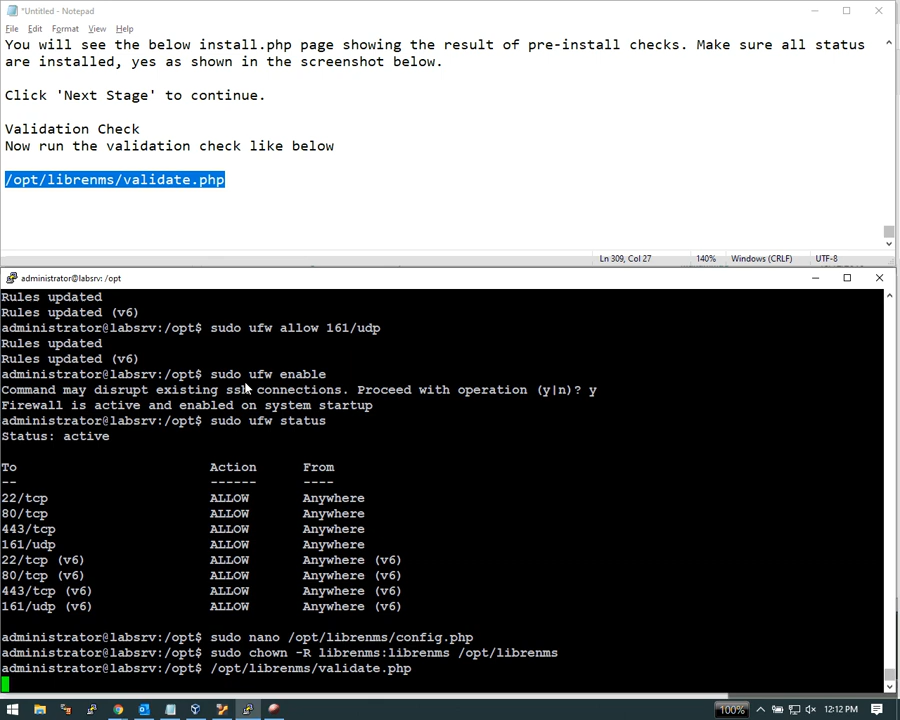 *Untitled - Notepad
File Edit Format View Help
You will see the below install.php page showing the result of pre-install checks. Make sure all status
are installed, yes as shown in the screenshot below.
Click 'Next Stage' to continue.
Validation Check
Now run the validation check like below
/opt/librenms/validate.php
Ln 309, Col 27 140% Windows (CRLF) UTF-8
administrator@labsrv: /opt
Rules updated
Rules updated (v6)
administrator@labsrv:/opt$ sudo ufw allow 161/udp
Rules updated
Rules updated (v6)
administrator@labsrv:/opt$ sudo ufw enable
Command may disrupt existing ssh connections. Proceed with operation (y|n)? y
Firewall is active and enabled on system startup
administrator@labsrv:/opt$ sudo ufw status
Status: active
To Action From
-- ------ ----
22/tcp ALLOW Anywhere
80/tcp ALLOW Anywhere
443/tcp ALLOW Anywhere
161/udp ALLOW Anywhere
22/tcp (v6) ALLOW Anywhere (v6)
80/tcp (v6) ALLOW Anywhere (v6)
443/tcp (v6) ALLOW Anywhere (v6)
161/udp (v6) ALLOW Anywhere (v6)
administrator@labsrv:/opt$ sudo nano /opt/librenms/config.php
administrator@labsrv:/opt$ sudo chown -R librenms:librenms /opt/librenms
administrator@labsrv:/opt$ /opt/librenms/validate.php
100% 12:12 PM